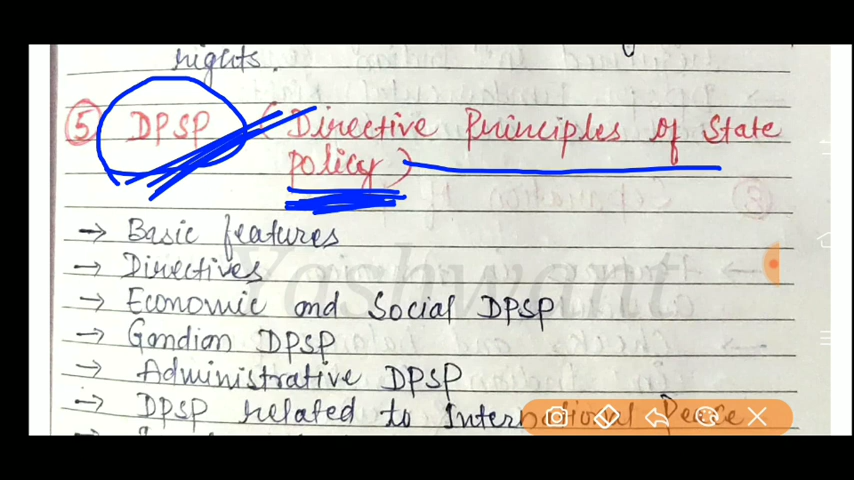 rights.
⑤ DPSP (Directive Principles of State
policy)
→ Basic features
→ Directives
→ Economic and Social DPSP
→ Gandian DPSP
→ Administrative DPSP
→ DPSP related to International Peace
Yashwant